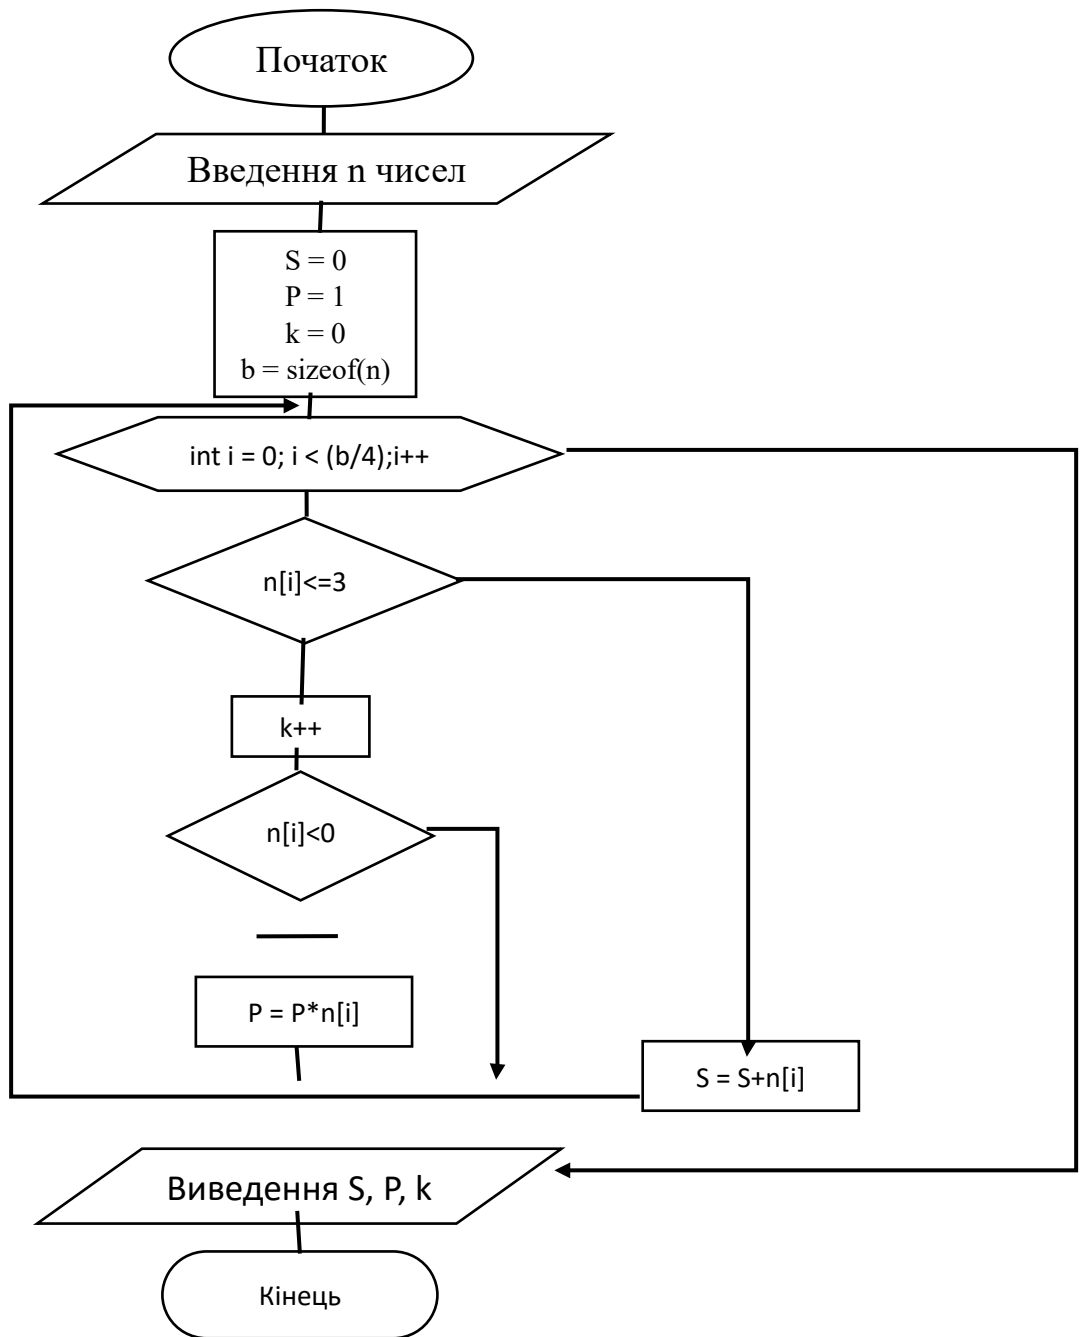 Початок
Введення n чисел
S = 0
P = 1
k = 0
b = sizeof(n)
int i = 0; i < (b/4);i++
n[i]<=3
k++
n[i]<0
P = P*n[i]
S = S+n[i]
Виведення S, P, k
Кінець